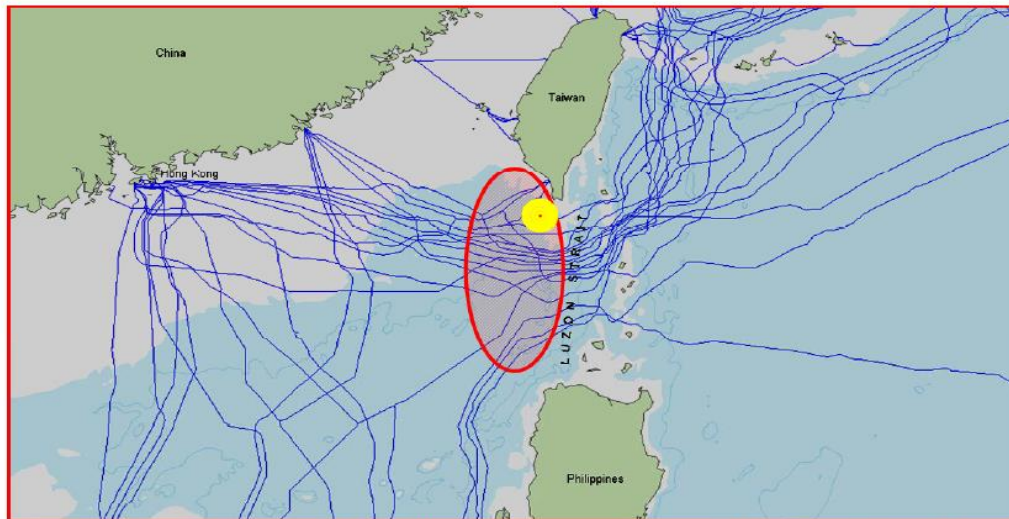 China
Taiwan
Hong Kong
LUZON STRAIT
Philippines